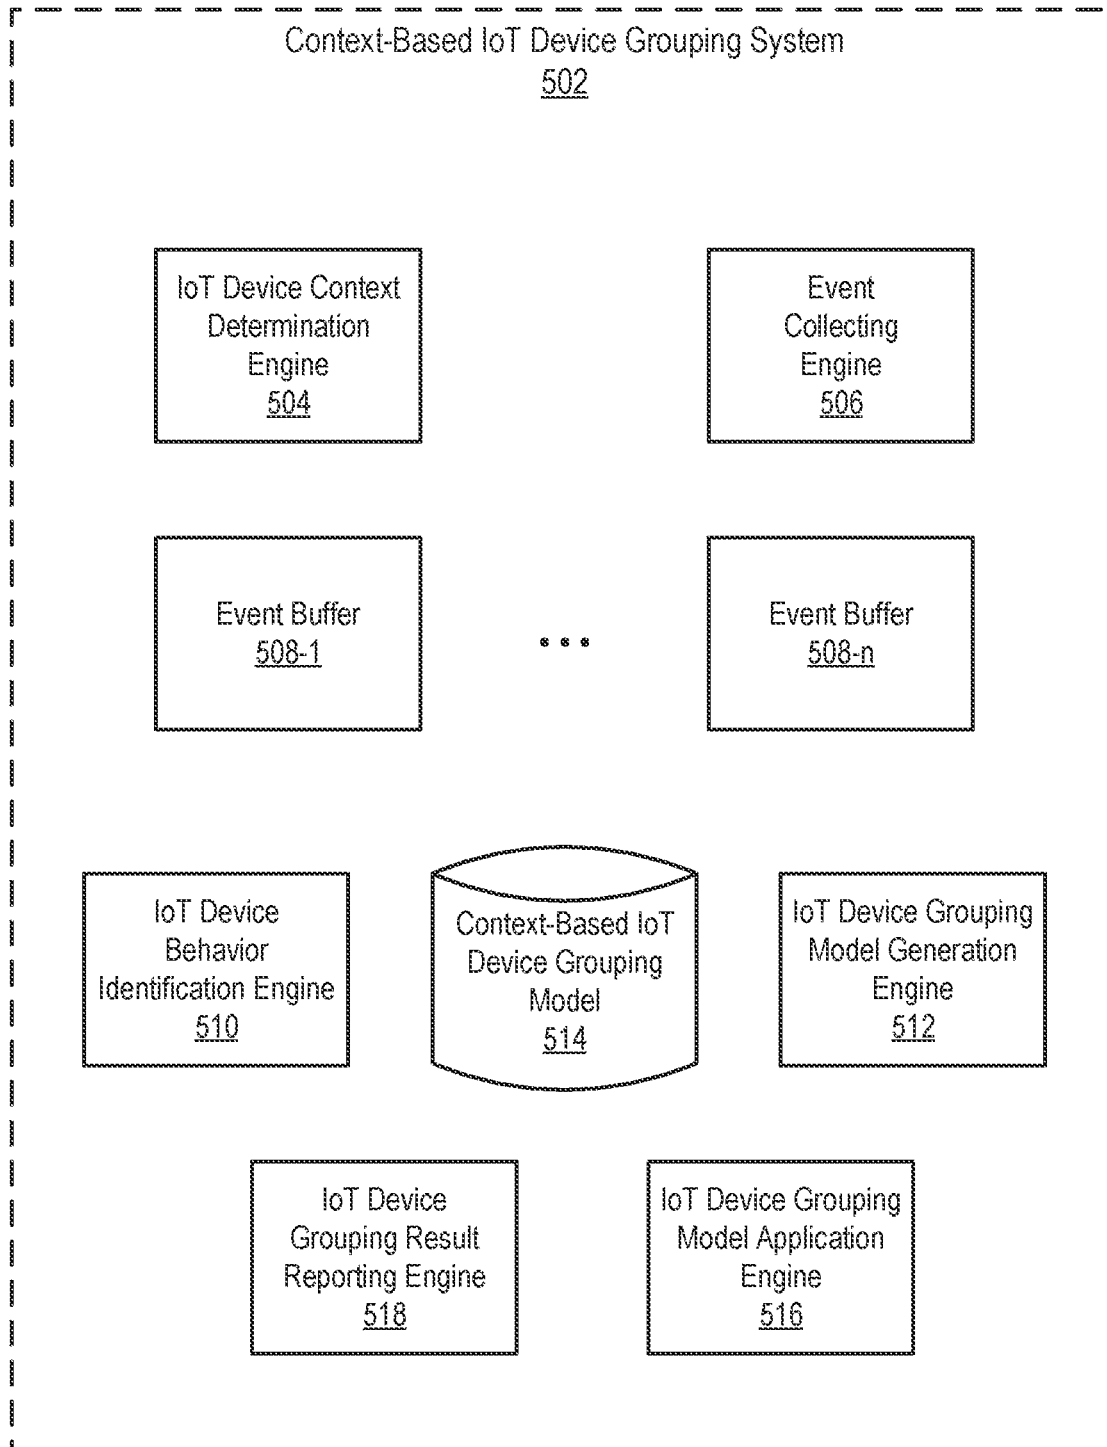 Context-Based IoT Device Grouping System
502
IoT Device Context
Determination
Engine
504
Event
Collecting
Engine
506
Event Buffer
508-1
...
Event Buffer
508-n
IoT Device
Behavior
Identification Engine
510
Context-Based IoT
Device Grouping
Model
514
IoT Device Grouping
Model Generation
Engine
512
IoT Device
Grouping Result
Reporting Engine
518
IoT Device Grouping
Model Application
Engine
516